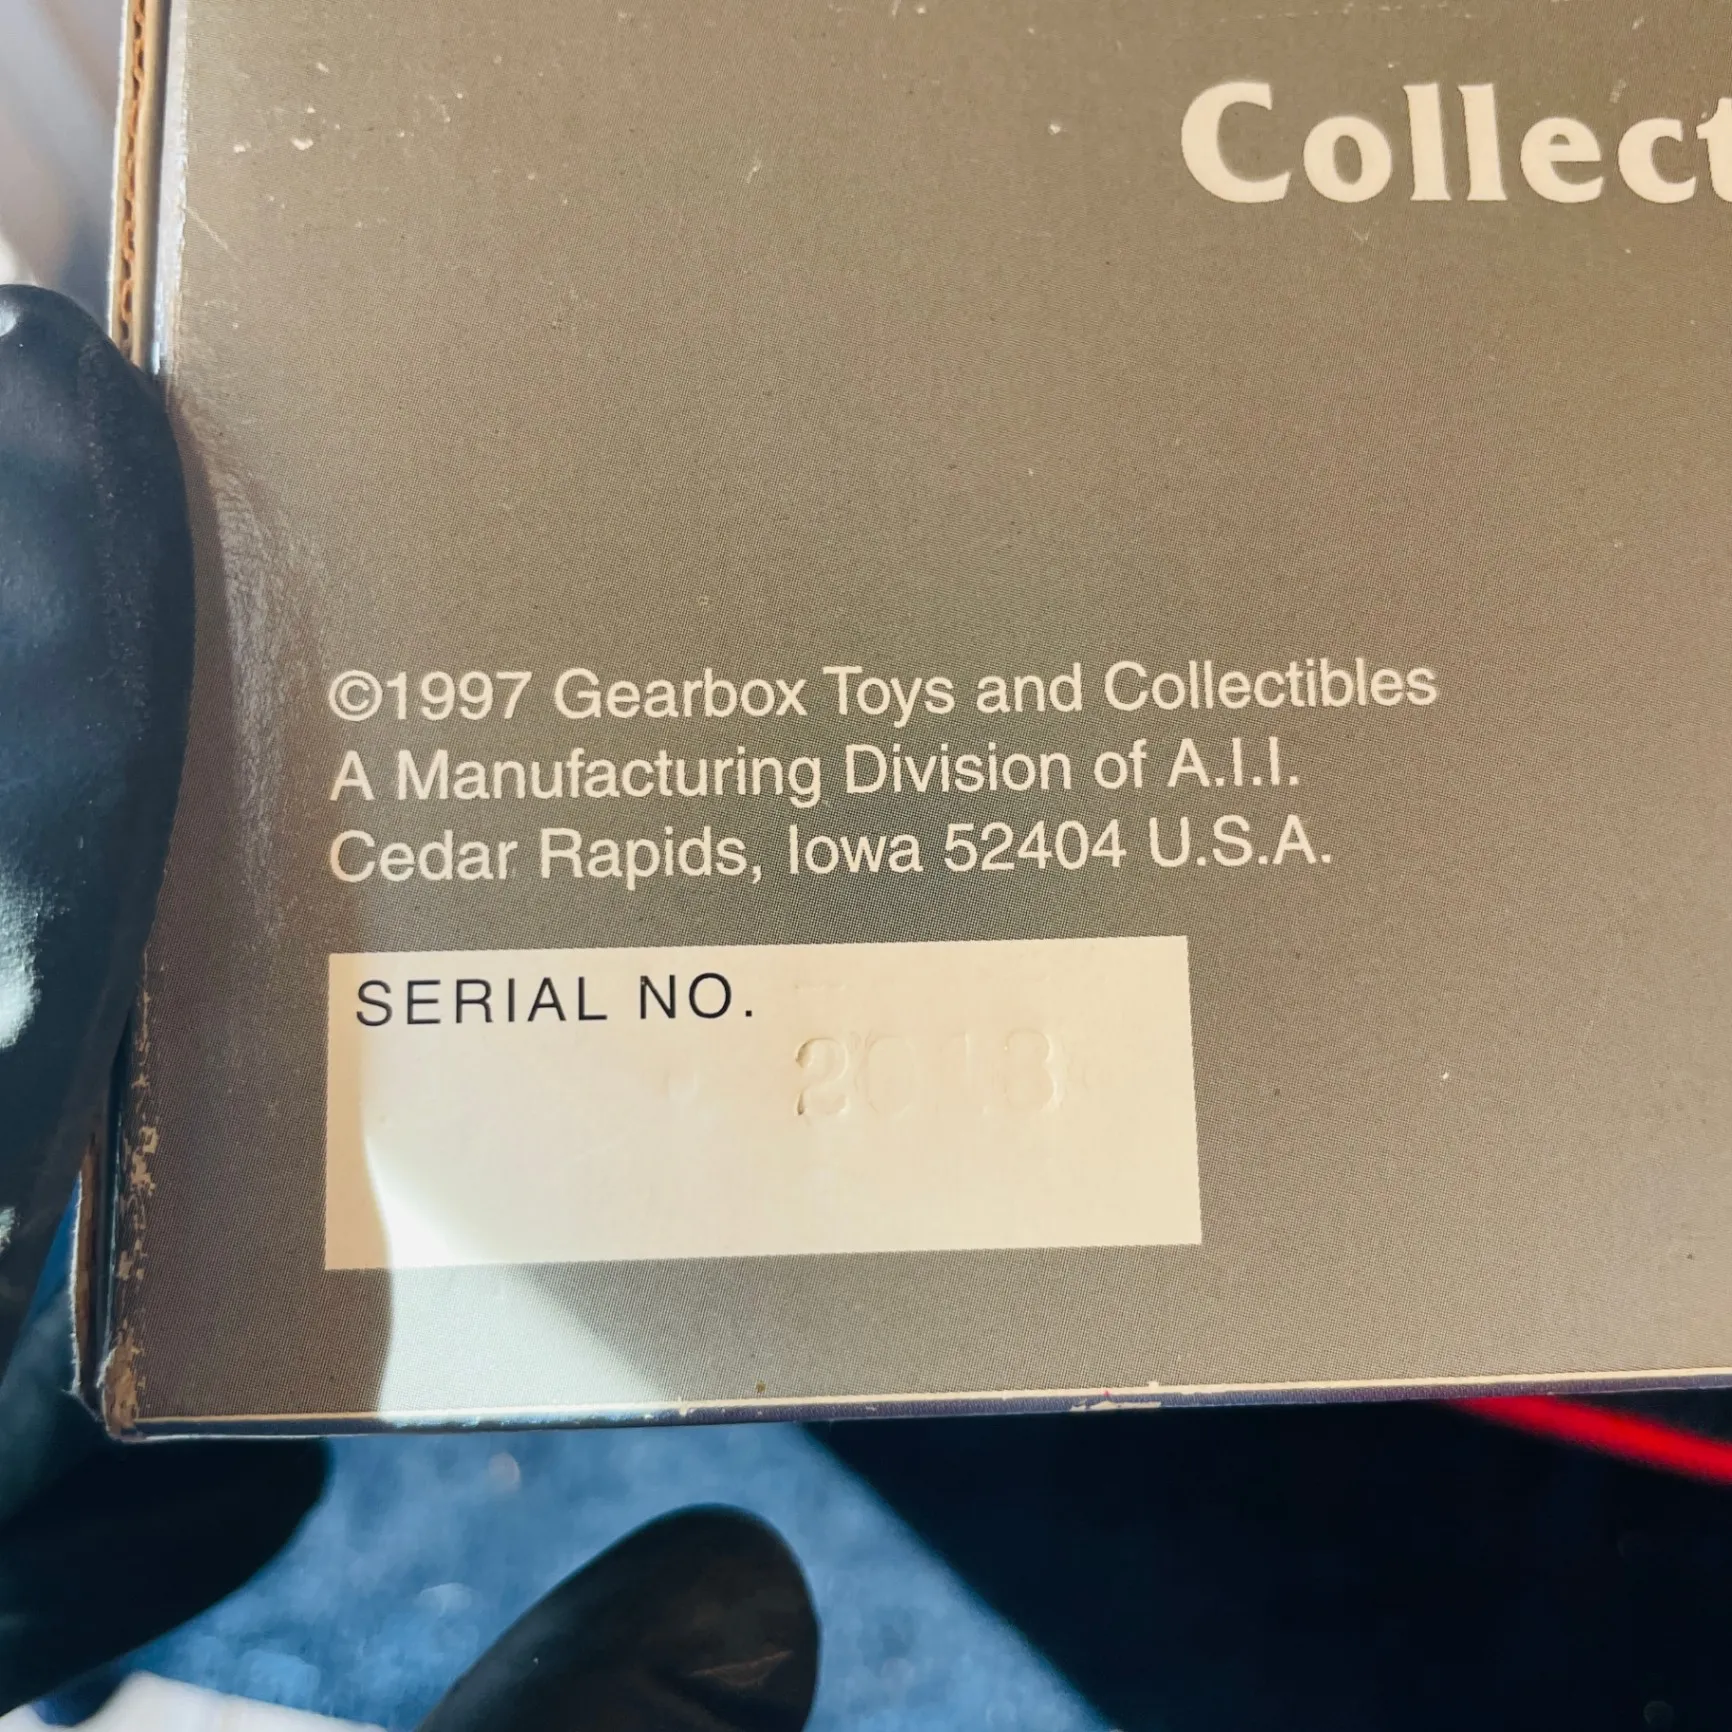 Collect
©1997 Gearbox Toys and Collectibles
A Manufacturing Division of A.I.I.
Cedar Rapids, Iowa 52404 U.S.A.
SERIAL NO.